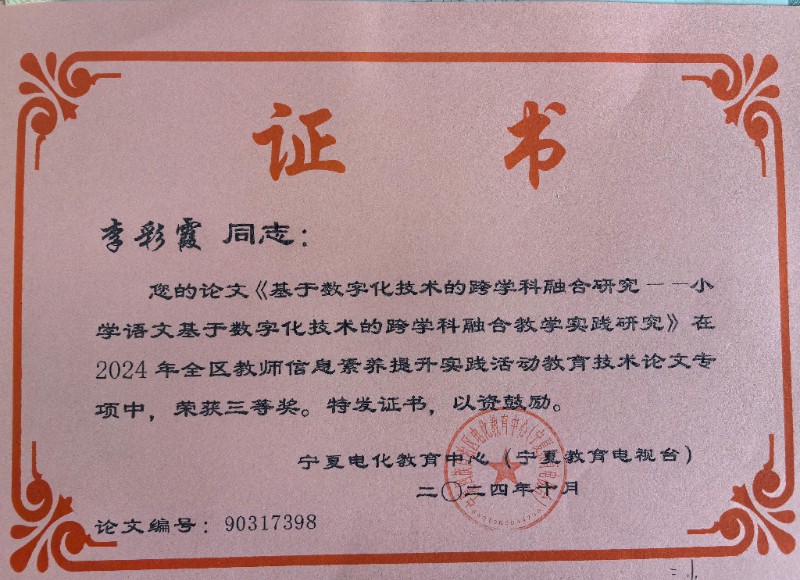 证 书
李彩霞 同志：
您的论文《基于数字化技术的跨学科融合研究一一小
学语文基于数字化技术的跨学科融合教学实践研究》在
2024年全区教师信息素养提升实践活动教育技术论文专
项中，荣获三等奖。特发证书，以资鼓励。
宁夏电化教育中心（宁夏教育电视台）
二〇二四年十月
论文编号：90317398